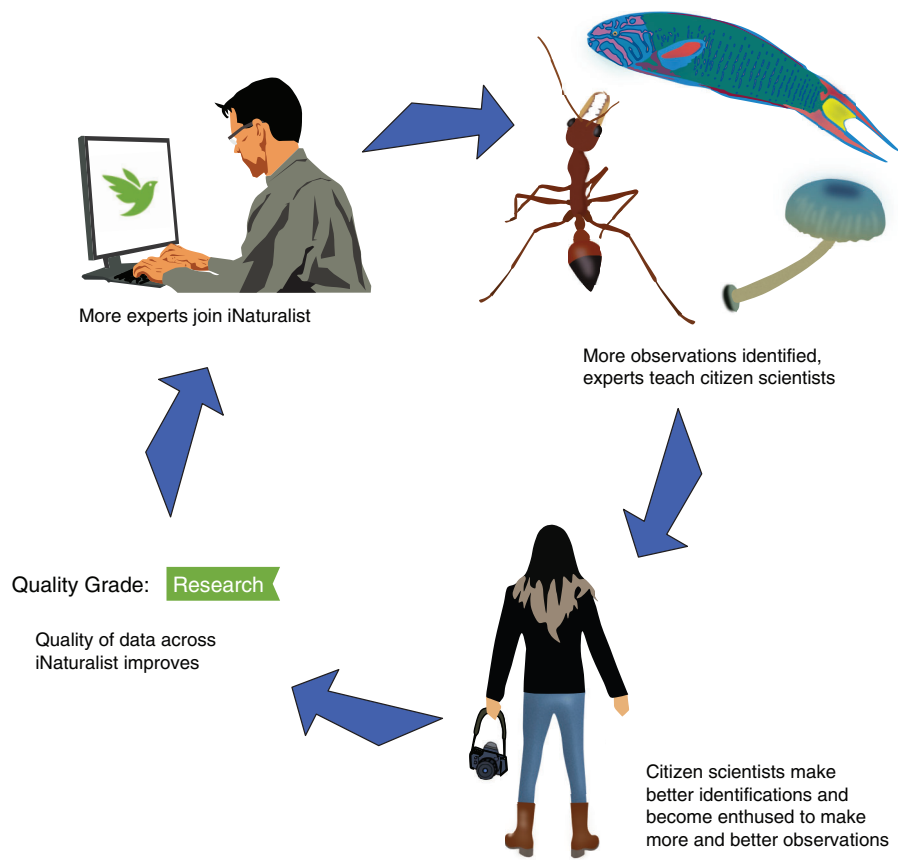 More experts join iNaturalist
More observations identified,
experts teach citizen scientists
Citizen scientists make
better identifications and
become enthused to make
more and better observations
Quality Grade: Research
Quality of data across
iNaturalist improves